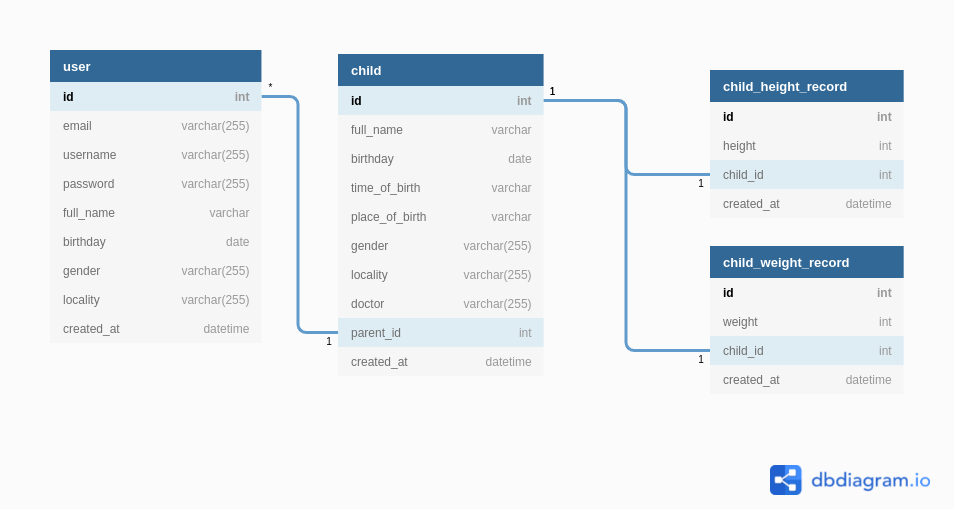 user
id int
email varchar(255)
username varchar(255)
password varchar(255)
full_name varchar
birthday date
gender varchar(255)
locality varchar(255)
created_at datetime
*
1
child
id int
full_name varchar
birthday date
time_of_birth varchar
place_of_birth varchar
gender varchar(255)
locality varchar(255)
doctor varchar(255)
parent_id int
created_at datetime
1
1
1
child_height_record
id int
height int
child_id int
created_at datetime
child_weight_record
id int
weight int
child_id int
created_at datetime
dbdiagram.io